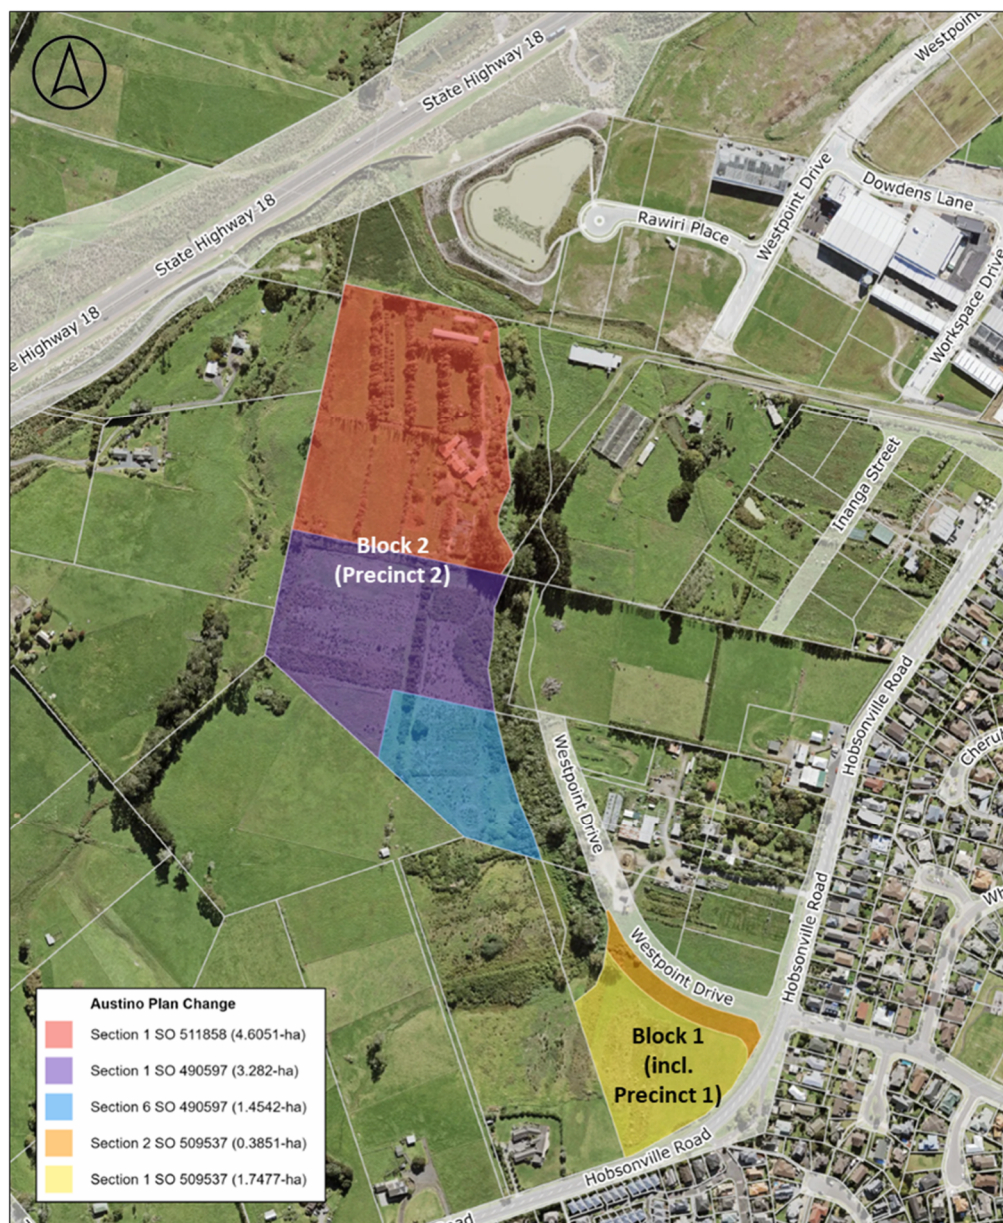 State Highway 18
Westpoint
State Highway 18
Westpoint Drive
Dowdens Lane
Rawiri Place
Workspace Drive
e Highway 18
Inanga Street
Block 2
(Precinct 2)
Hobsonville Road
Cheru
Westpoint Drive
Hobsonville Road
Wh
Westpoint Drive
Block 1
(incl.
Precinct 1)
Hobsonville Road
oad
Austino Plan Change
Section 1 SO 511858 (4.6051-ha)
Section 1 SO 490597 (3.282-ha)
Section 6 SO 490597 (1.4542-ha)
Section 2 SO 509537 (0.3851-ha)
Section 1 SO 509537 (1.7477-ha)